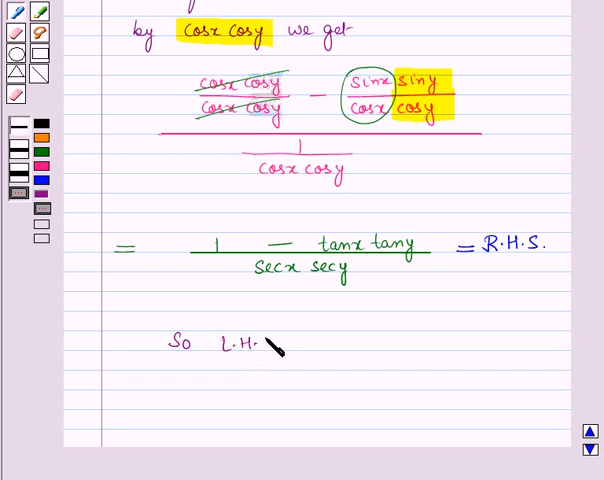 by cosx cosy we get
cosx cosy / cosx cosy − sinx siny / cosx cosy
1 / cosx cosy
= 1 − tanx tany / secx secy = R.H.S.
So L.H.